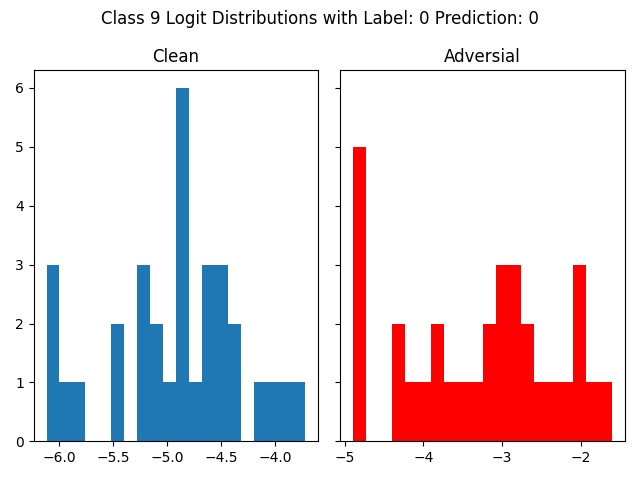 Class 9 Logit Distributions with Label: 0 Prediction: 0
Clean
Adversial
6
5
4
3
2
1
0
−6.0 −5.5 −5.0 −4.5 −4.0
−5 −4 −3 −2